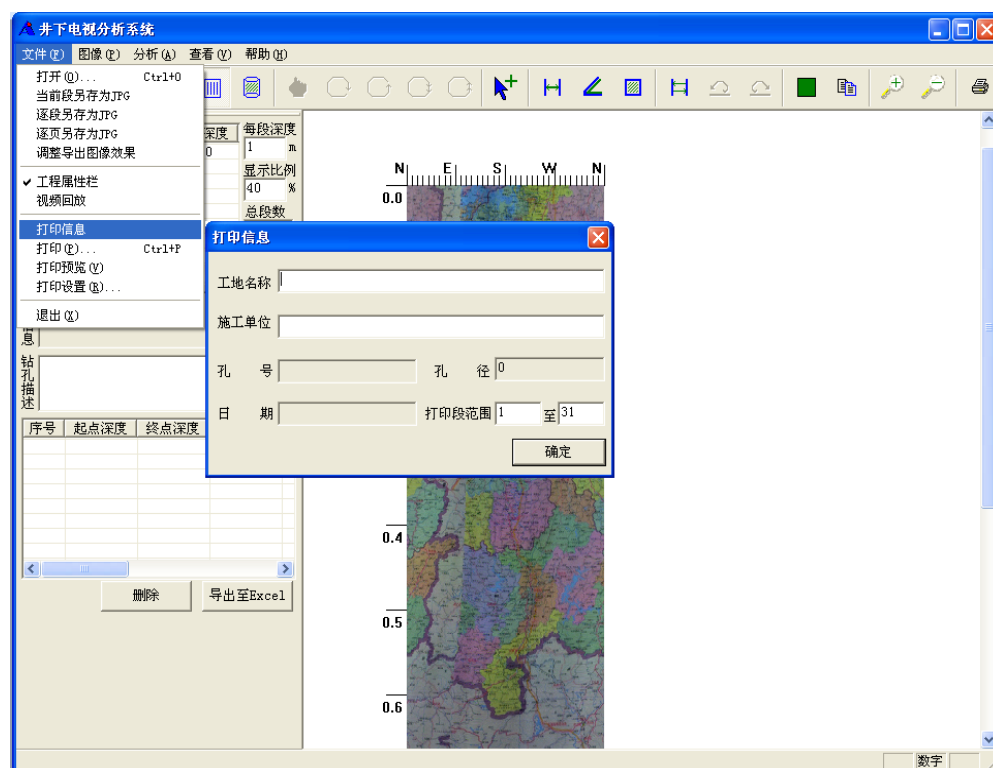 井下电视分析系统
文件(F) 图像(P) 分析(A) 查看(V) 帮助(H)
打开(O)... Ctrl+O
当前段另存为JPG
逐段另存为JPG
逐页另存为JPG
调整导出图像效果
工程属性栏
视频回放
打印信息
打印(P)... Ctrl+P
打印预览(V)
打印设置(R)...
退出(X)
深度
0
每段深度
1 m
显示比例
40 %
总段数
息
钻孔描述
序号 起点深度 终点深度
删除 导出至Excel
打印信息
工地名称
施工单位
孔 号 孔 径 0
日 期 打印段范围 1 至 31
确定
N E S W N
0.0
0.4
0.5
0.6
数字